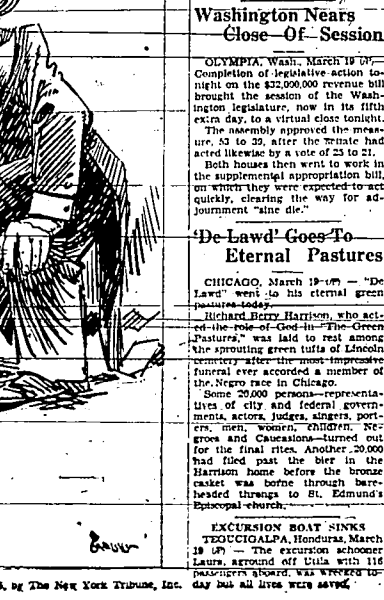 Washington Nears
Close Of Session
OLYMPIA, Wash., March 19 (AP)—
Completion of legislative action to-
night on the $32,000,000 revenue bill
brought the session of the Wash-
ington legislature, now in its fifth
extra day, to a virtual close tonight.
The assembly approved the meas-
ure, 53 to 39, after the senate had
acted likewise by a vote of 25 to 21.
Both houses then went to work in
the supplemental appropriation bill,
on which they were expected to act
quickly, clearing the way for ad-
journment "sine die."
'De Lawd' Goes To
Eternal Pastures
CHICAGO, March 19 (AP) — "De
Lawd" went to his eternal green
pastures today.
Richard Berry Harrison, who act-
ed the role of God in "The Green
Pastures," was laid to rest among
the sprouting green tufts of Lincoln
cemetery after the most impressive
funeral ever accorded a member of
the Negro race in Chicago.
Some 20,000 persons—representa-
tives of city and federal govern-
ments, actors, judges, singers, port-
ers, men, women, children, Ne-
groes and Caucasions—turned out
for the final rites. Another 20,000
had filed past the bier in the
Harrison home before the bronze
casket was borne through bare-
headed throngs to St. Edmund's
Episcopal church.
EXCURSION BOAT SINKS
TEGUCIGALPA, Honduras, March
19 (AP) — The excursion schooner
Laura, aground off Utila with 116
passengers aboard, was wrecked to-
day but all lives were saved.
by The New York Tribune, Inc.